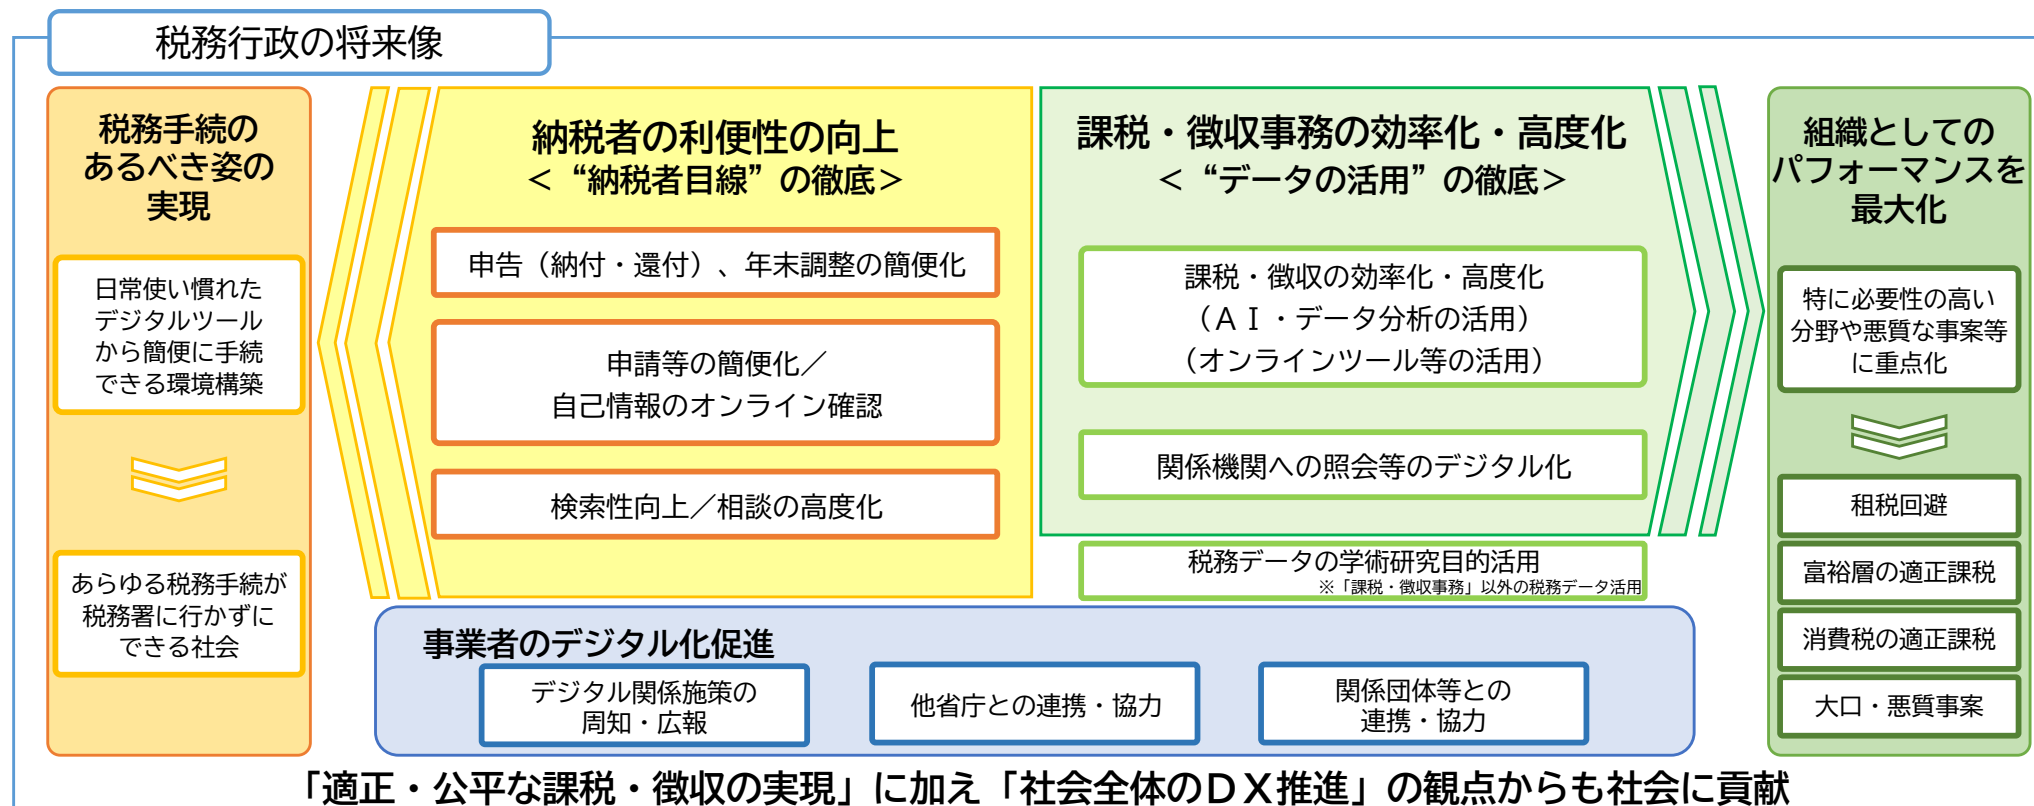 税務行政の将来像
税務手続の
あるべき姿の
実現
日常使い慣れた
デジタルツール
から簡便に手続
できる環境構築
あらゆる税務手続が
税務署に行かずに
できる社会
納税者の利便性の向上
＜“納税者目線”の徹底＞
申告（納付・還付）、年末調整の簡便化
申請等の簡便化／
自己情報のオンライン確認
検索性向上／相談の高度化
課税・徴収事務の効率化・高度化
＜“データの活用”の徹底＞
課税・徴収の効率化・高度化
（ＡＩ・データ分析の活用）
（オンラインツール等の活用）
関係機関への照会等のデジタル化
税務データの学術研究目的活用
※「課税・徴収事務」以外の税務データ活用
組織としての
パフォーマンスを
最大化
特に必要性の高い
分野や悪質な事案等
に重点化
租税回避
富裕層の適正課税
消費税の適正課税
大口・悪質事案
事業者のデジタル化促進
デジタル関係施策の
周知・広報
他省庁との連携・協力
関係団体等との
連携・協力
「適正・公平な課税・徴収の実現」に加え「社会全体のＤＸ推進」の観点からも社会に貢献